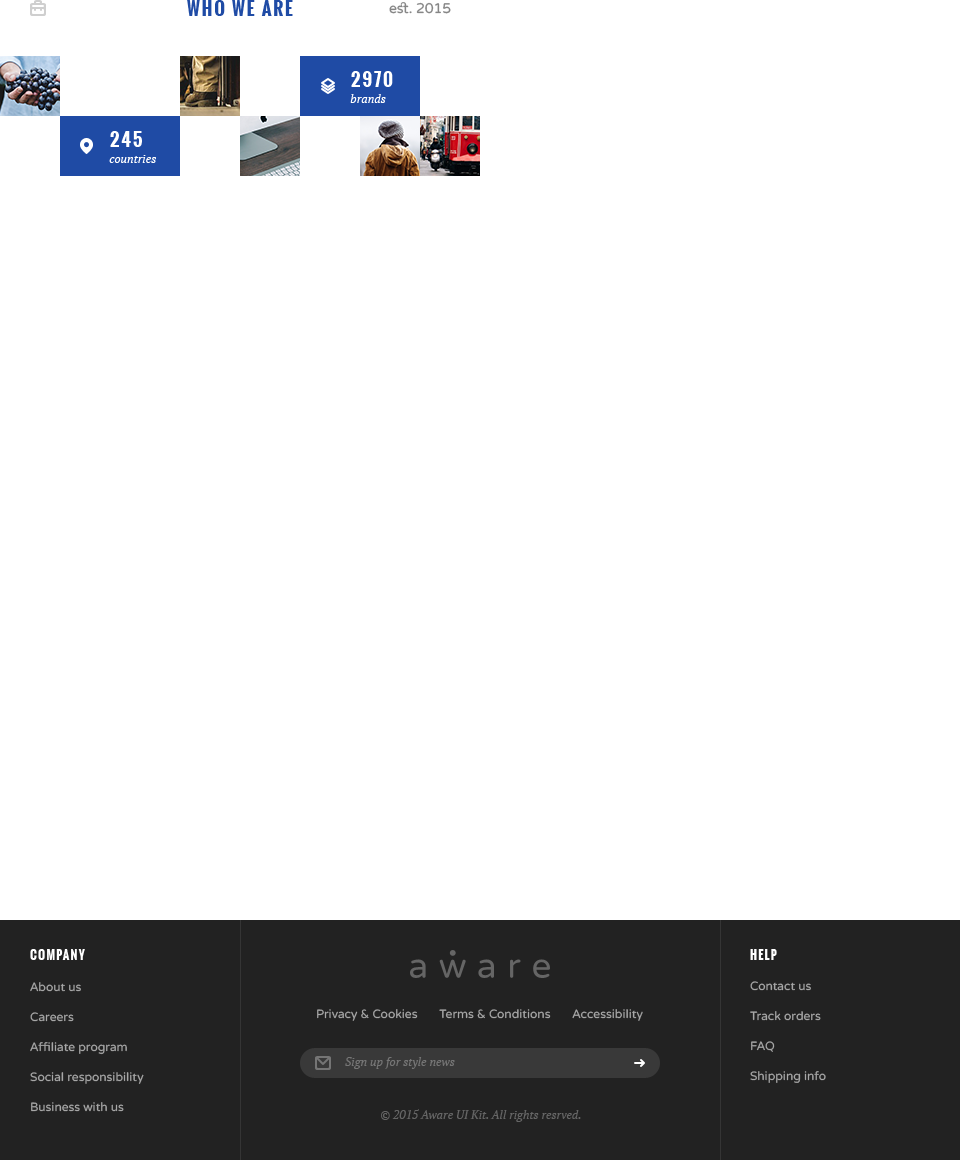 WHO WE ARE
est. 2015
2970
brands
245
countries
COMPANY
About us
Careers
Affiliate program
Social responsibility
Business with us
aware
Privacy & Cookies Terms & Conditions Accessibility
Sign up for style news
© 2015 Aware UI Kit. All rights resrved.
HELP
Contact us
Track orders
FAQ
Shipping info